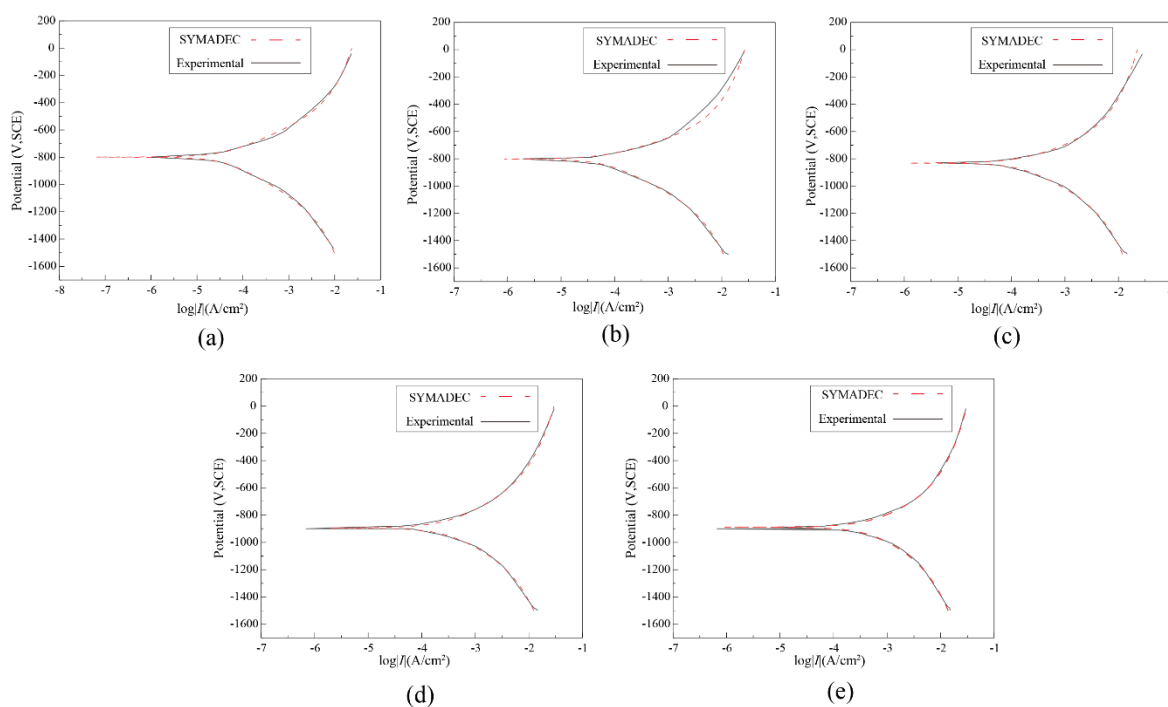 200
0
-200
-400
-600
-800
-1000
-1200
-1400
-1600
Potential (V,SCE)
SYMADEC
Experimental
-8 -7 -6 -5 -4 -3 -2 -1
log|I|(A/cm²)
(a)
200
0
-200
-400
-600
-800
-1000
-1200
-1400
-1600
Potential (V,SCE)
SYMADEC
Experimental
-7 -6 -5 -4 -3 -2 -1
log|I|(A/cm²)
(b)
200
0
-200
-400
-600
-800
-1000
-1200
-1400
-1600
Potential (V,SCE)
SYMADEC
Experimental
-7 -6 -5 -4 -3 -2 -1
log|I|(A/cm²)
(c)
200
0
-200
-400
-600
-800
-1000
-1200
-1400
-1600
Potential (V,SCE)
SYMADEC
Experimental
-7 -6 -5 -4 -3 -2 -1
log|I|(A/cm²)
(d)
200
0
-200
-400
-600
-800
-1000
-1200
-1400
-1600
Potential (V,SCE)
SYMADEC
Experimental
-7 -6 -5 -4 -3 -2 -1
log|I|(A/cm²)
(e)